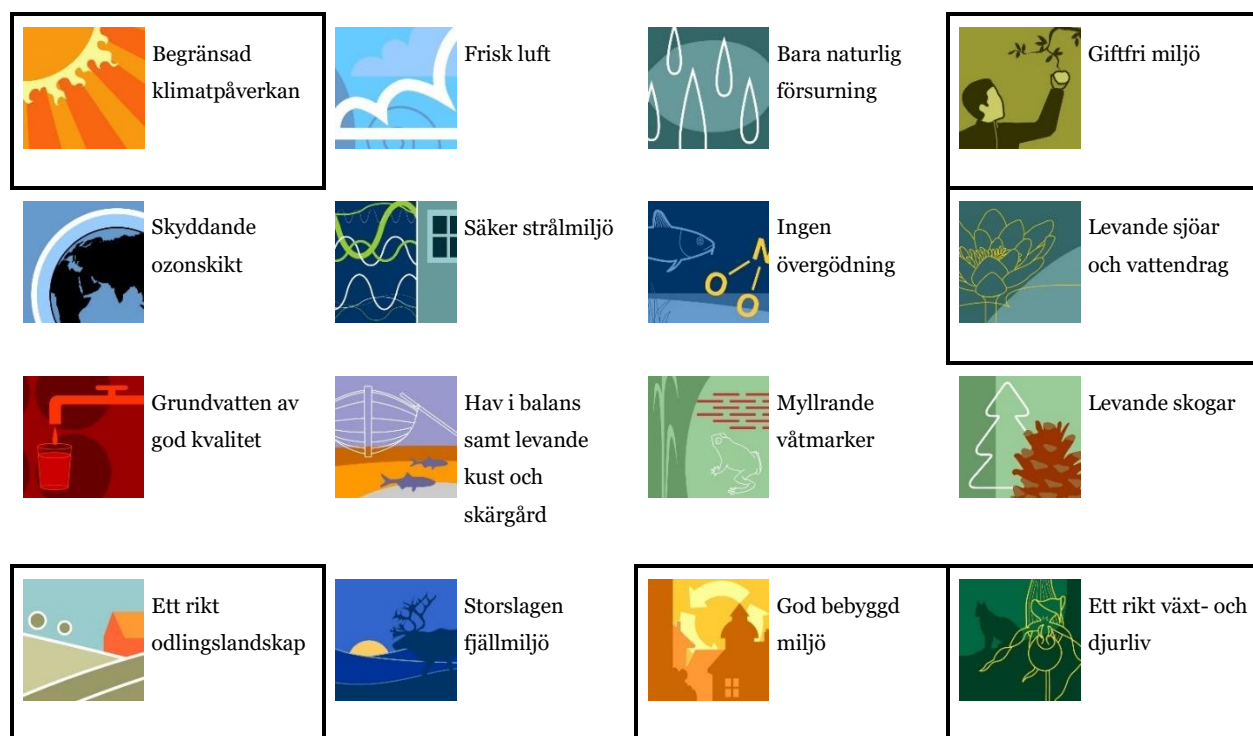 Begränsad
klimatpåverkan
Frisk luft
Bara naturlig
försurning
Giftfri miljö
Skyddande
ozonskikt
Säker strålmiljö
Ingen
övergödning
N
O
O
Levande sjöar
och vattendrag
Grundvatten av
god kvalitet
Hav i balans
samt levande
kust och
skärgård
Myllrande
våtmarker
Levande skogar
Ett rikt
odlingslandskap
Storslagen
fjällmiljö
God bebyggd
miljö
Ett rikt växt- och
djurliv